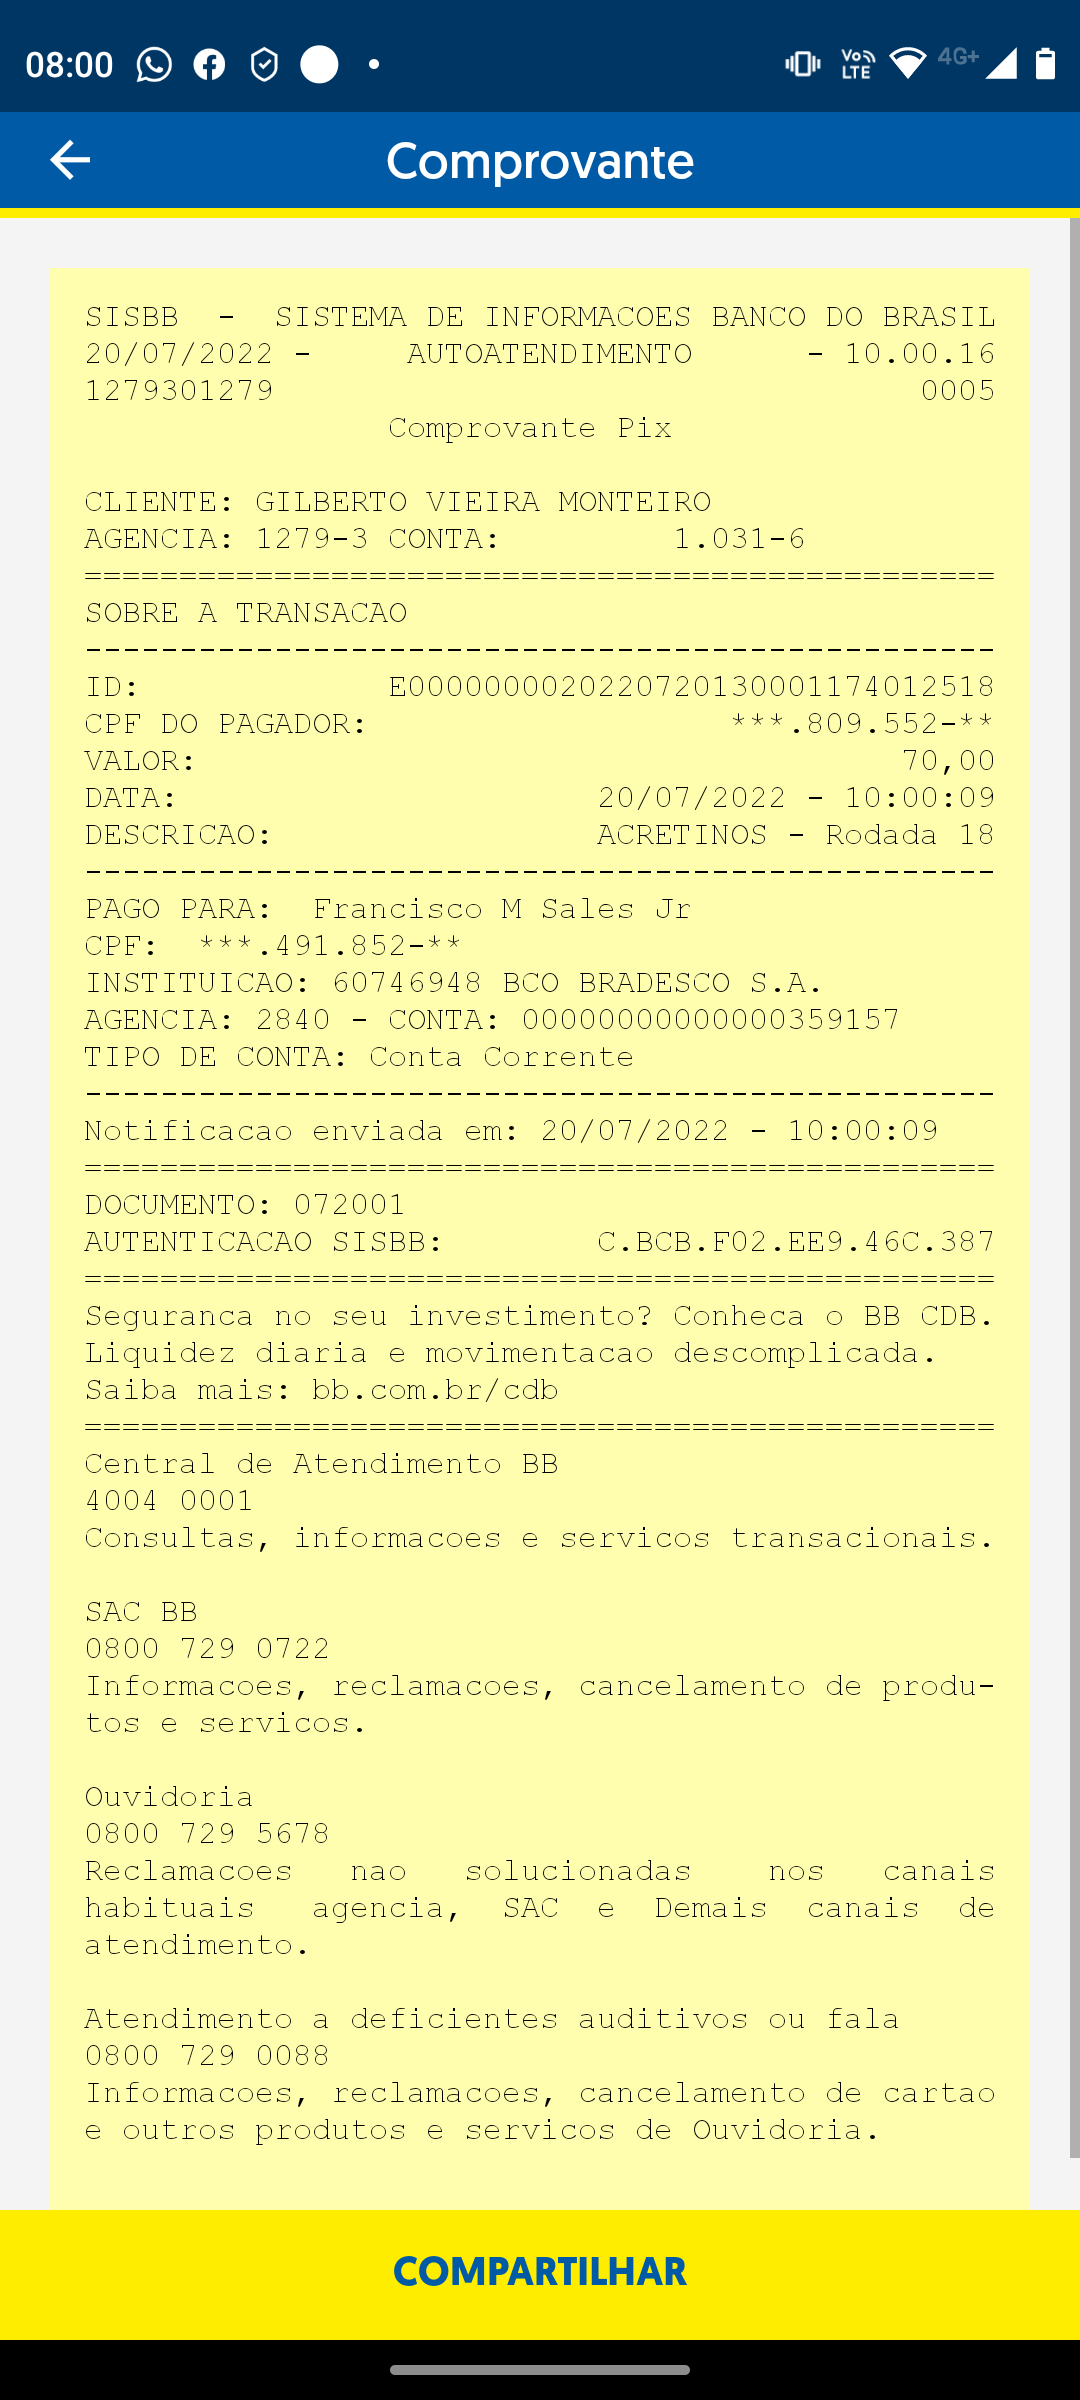 08:00
Vo
LTE
4G+
Comprovante
SISBB - SISTEMA DE INFORMACOES BANCO DO BRASIL
20/07/2022 - AUTOATENDIMENTO - 10.00.16
1279301279 0005
Comprovante Pix
CLIENTE: GILBERTO VIEIRA MONTEIRO
AGENCIA: 1279-3 CONTA: 1.031-6
================================================
SOBRE A TRANSACAO
------------------------------------------------
ID: E0000000020220720130001174012518
CPF DO PAGADOR: ***.809.552-**
VALOR: 70,00
DATA: 20/07/2022 - 10:00:09
DESCRICAO: ACRETINOS - Rodada 18
------------------------------------------------
PAGO PARA: Francisco M Sales Jr
CPF: ***.491.852-**
INSTITUICAO: 60746948 BCO BRADESCO S.A.
AGENCIA: 2840 - CONTA: 00000000000000359157
TIPO DE CONTA: Conta Corrente
------------------------------------------------
Notificacao enviada em: 20/07/2022 - 10:00:09
================================================
DOCUMENTO: 072001
AUTENTICACAO SISBB: C.BCB.F02.EE9.46C.387
================================================
Seguranca no seu investimento? Conheca o BB CDB.
Liquidez diaria e movimentacao descomplicada.
Saiba mais: bb.com.br/cdb
================================================
Central de Atendimento BB
4004 0001
Consultas, informacoes e servicos transacionais.
SAC BB
0800 729 0722
Informacoes, reclamacoes, cancelamento de produ-
tos e servicos.
Ouvidoria
0800 729 5678
Reclamacoes nao solucionadas nos canais
habituais agencia, SAC e Demais canais de
atendimento.
Atendimento a deficientes auditivos ou fala
0800 729 0088
Informacoes, reclamacoes, cancelamento de cartao
e outros produtos e servicos de Ouvidoria.
COMPARTILHAR